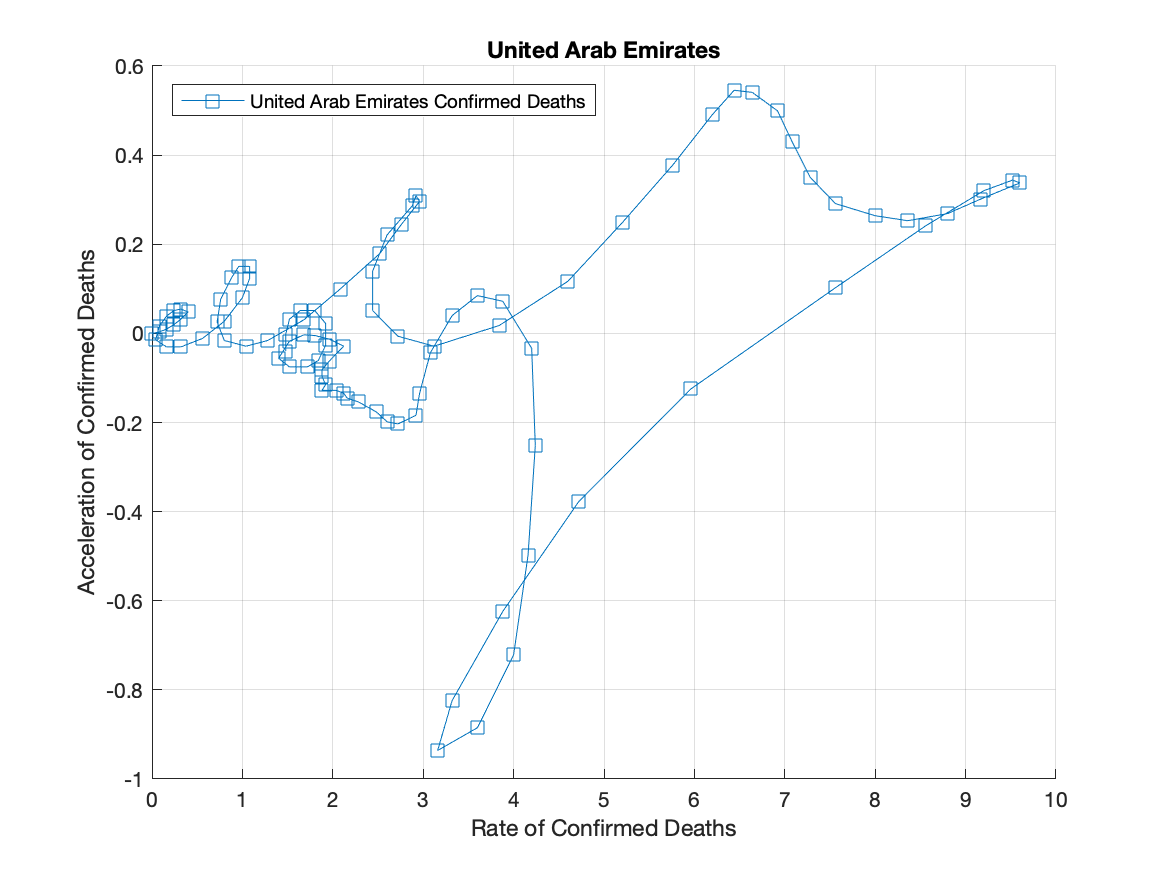 United Arab Emirates
United Arab Emirates Confirmed Deaths
Acceleration of Confirmed Deaths
0.6
0.4
0.2
0
-0.2
-0.4
-0.6
-0.8
-1
0 1 2 3 4 5 6 7 8 9 10
Rate of Confirmed Deaths